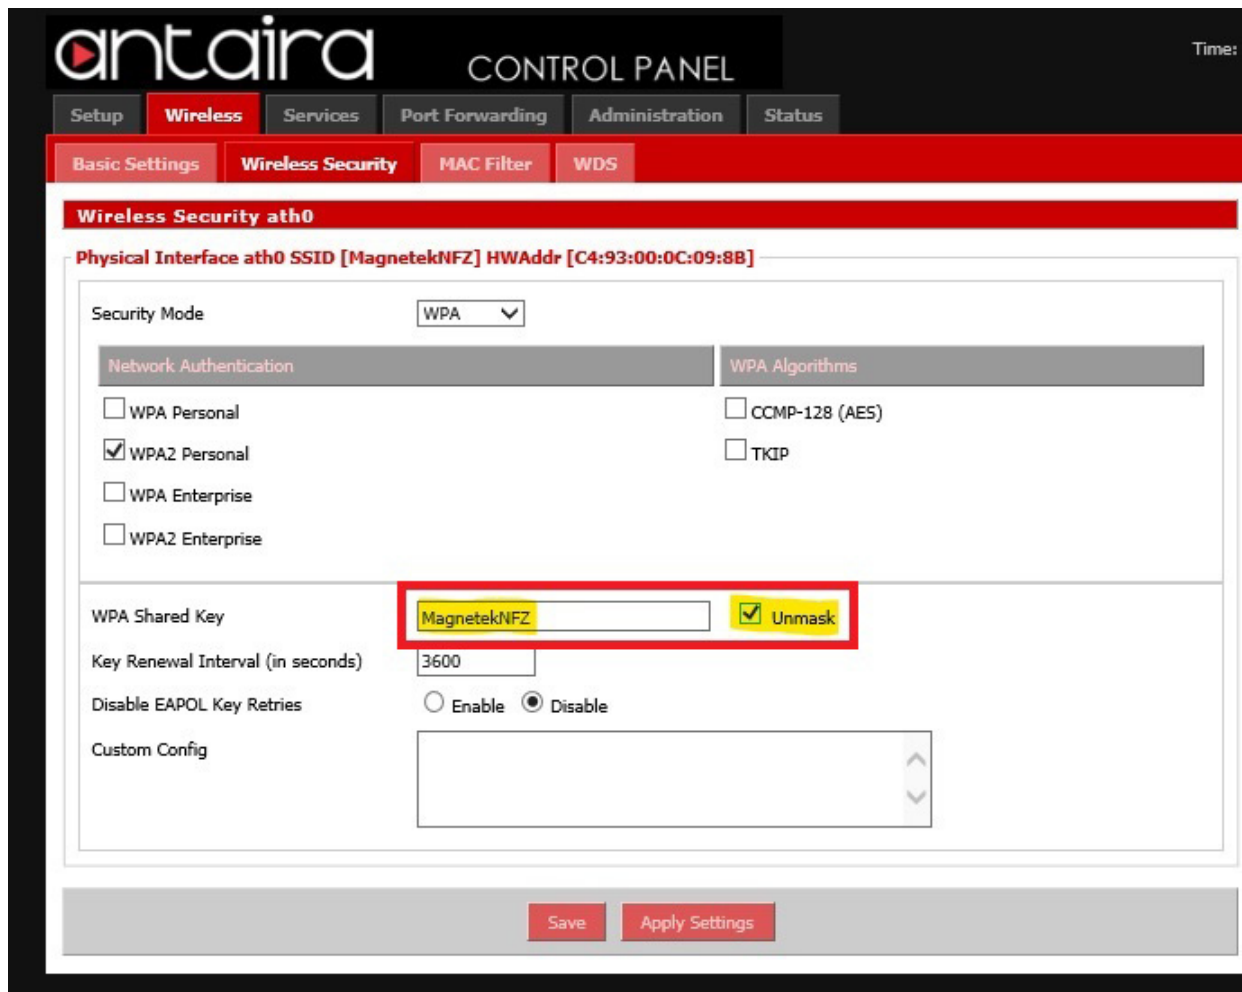 antaira
CONTROL PANEL
Time:
Setup Wireless Services Port Forwarding Administration Status
Basic Settings Wireless Security MAC Filter WDS
Wireless Security ath0
Physical Interface ath0 SSID [MagnetekNFZ] HWAddr [C4:93:00:0C:09:8B]
Security Mode WPA
Network Authentication WPA Algorithms
WPA Personal CCMP-128 (AES)
WPA2 Personal TKIP
WPA Enterprise
WPA2 Enterprise
WPA Shared Key MagnetekNFZ Unmask
Key Renewal Interval (in seconds) 3600
Disable EAPOL Key Retries Enable Disable
Custom Config
Save Apply Settings